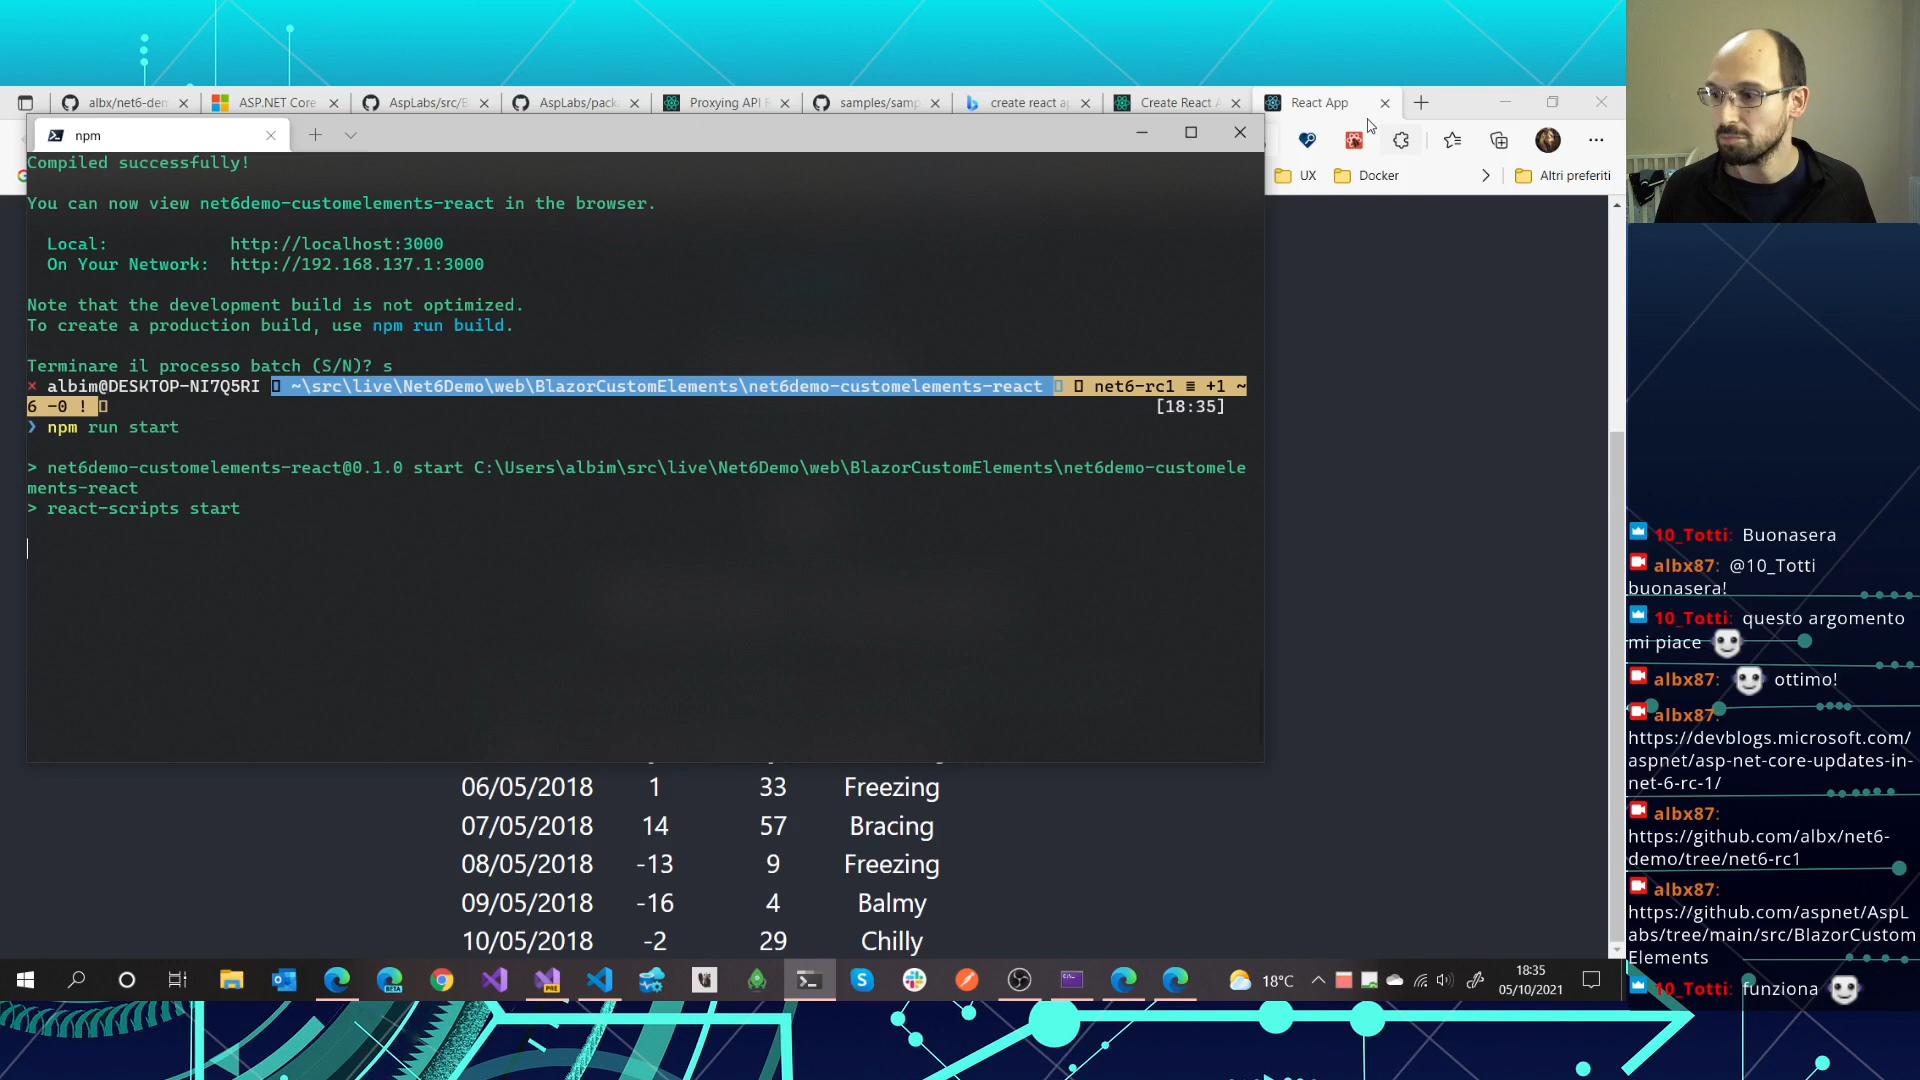 albx/net6-den
ASP.NET Core
AspLabs/src/B
AspLabs/pack
Proxying API R
samples/samp
create react ap
Create React A
React App
npm
UX
Docker
Altri preferiti
Compiled successfully!
You can now view net6demo-customelements-react in the browser.
Local: http://localhost:3000
On Your Network: http://192.168.137.1:3000
Note that the development build is not optimized.
To create a production build, use npm run build.
Terminare il processo batch (S/N)? s
× albim@DESKTOP-NI7Q5RI ~\src\live\Net6Demo\web\BlazorCustomElements\net6demo-customelements-react net6-rc1 ≡ +1 ~
6 -0 ! [18:35]
❯ npm run start
> net6demo-customelements-react@0.1.0 start C:\Users\albim\src\live\Net6Demo\web\BlazorCustomElements\net6demo-customele
ments-react
> react-scripts start
06/05/2018 1 33 Freezing
07/05/2018 14 57 Bracing
08/05/2018 -13 9 Freezing
09/05/2018 -16 4 Balmy
10/05/2018 -2 29 Chilly
BETA
PRE
18°C
18:35
05/10/2021
10_Totti: Buonasera
albx87: @10_Totti
buonasera!
10_Totti: questo argomento
mi piace
albx87: ottimo!
albx87:
https://devblogs.microsoft.com/
aspnet/asp-net-core-updates-in-
net-6-rc-1/
albx87:
https://github.com/albx/net6-
demo/tree/net6-rc1
albx87:
https://github.com/aspnet/AspL
abs/tree/main/src/BlazorCustom
Elements
10_Totti: funziona